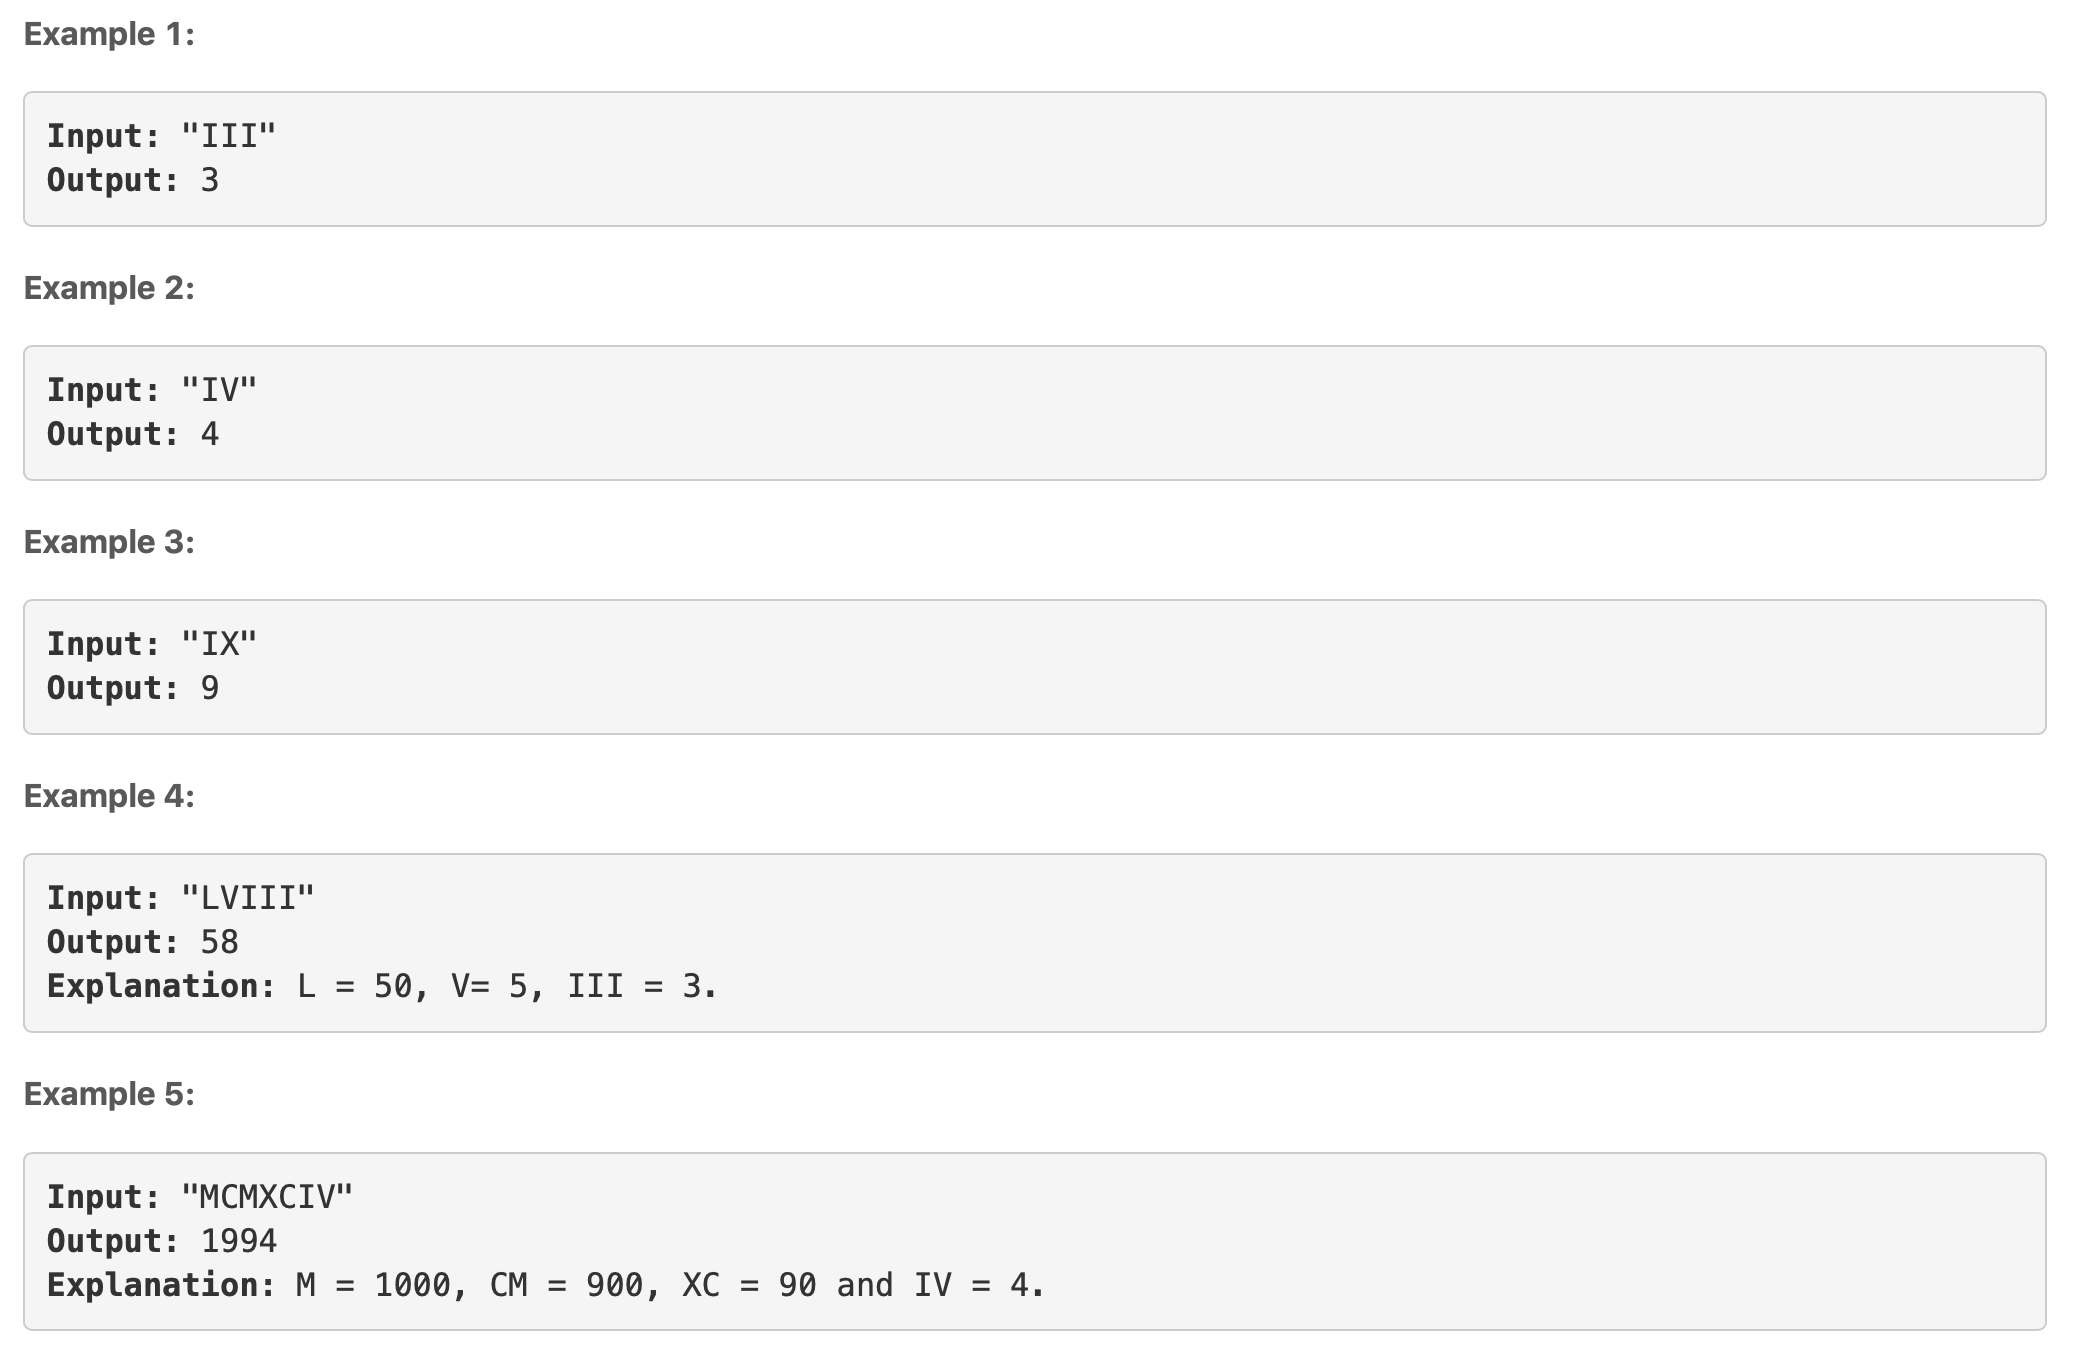 Example 1:
Input: "III"
Output: 3
Example 2:
Input: "IV"
Output: 4
Example 3:
Input: "IX"
Output: 9
Example 4:
Input: "LVIII"
Output: 58
Explanation: L = 50, V= 5, III = 3.
Example 5:
Input: "MCMXCIV"
Output: 1994
Explanation: M = 1000, CM = 900, XC = 90 and IV = 4.